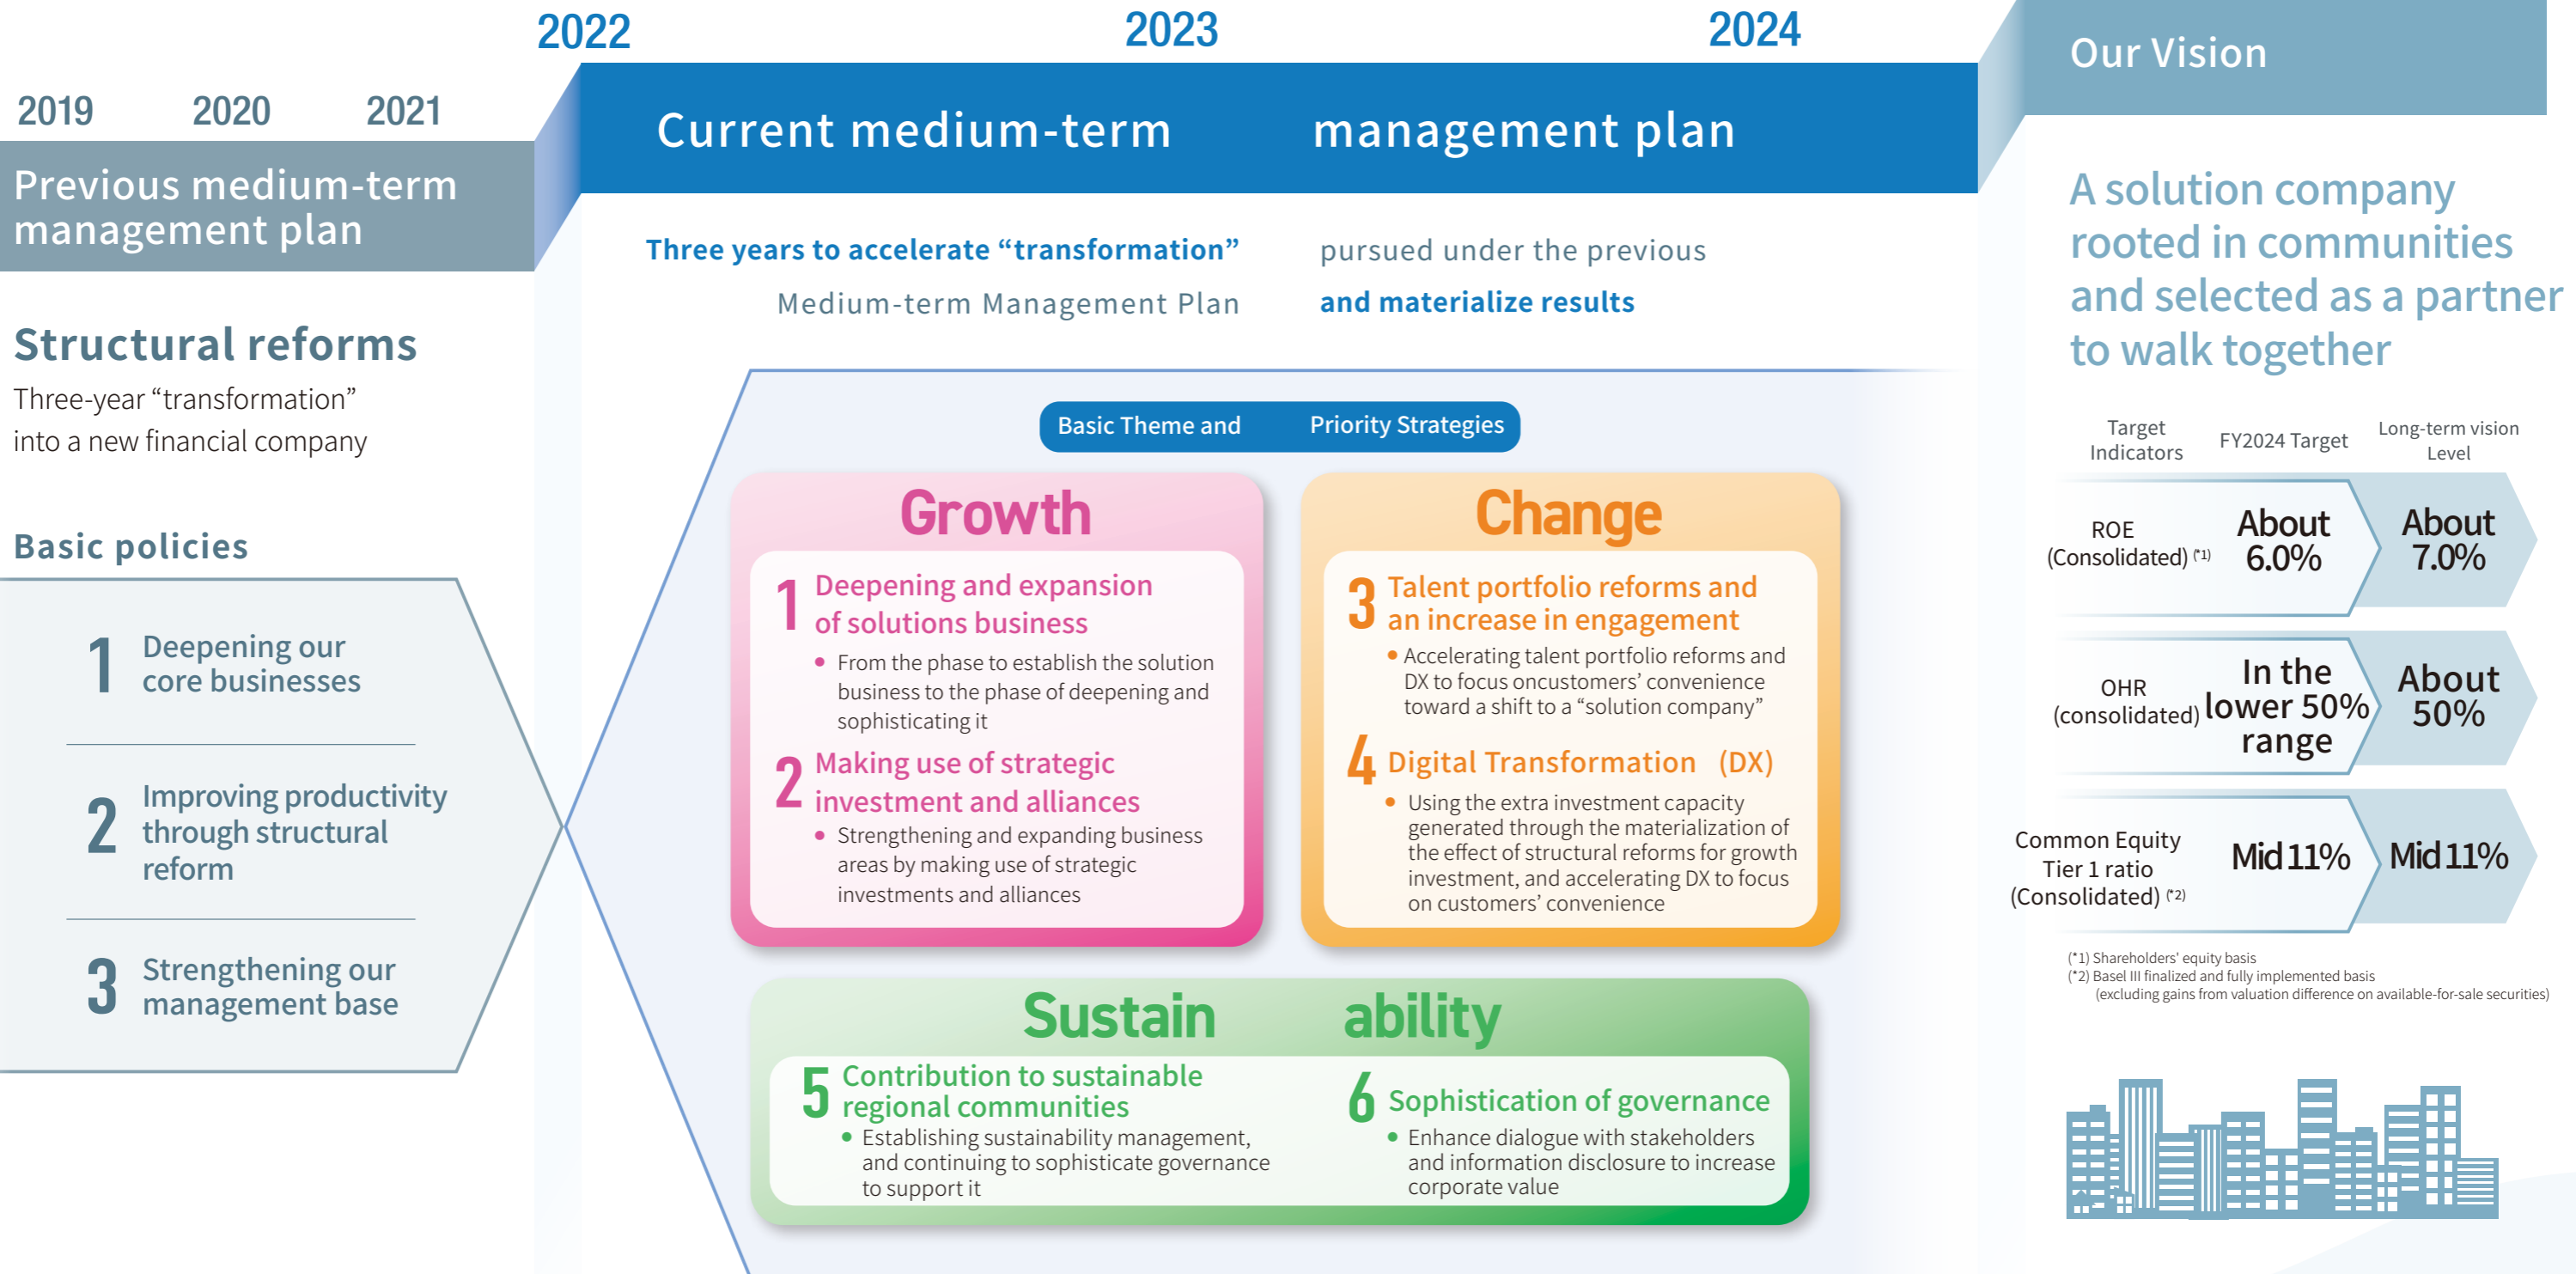 2019 2020 2021
Previous medium-term
management plan
Structural reforms
Three-year “transformation”
into a new financial company
Basic policies
1 Deepening our
core businesses
2 Improving productivity
through structural
reform
3 Strengthening our
management base
2022 2023 2024
Current medium-term management plan
Three years to accelerate “transformation” pursued under the previous
Medium-term Management Plan and materialize results
Basic Theme and Priority Strategies
Growth
1 Deepening and expansion
of solutions business
• From the phase to establish the solution
business to the phase of deepening and
sophisticating it
2 Making use of strategic
investment and alliances
• Strengthening and expanding business
areas by making use of strategic
investments and alliances
Change
3 Talent portfolio reforms and
an increase in engagement
• Accelerating talent portfolio reforms and
DX to focus oncustomers’ convenience
toward a shift to a “solution company”
4 Digital Transformation (DX)
• Using the extra investment capacity
generated through the materialization of
the effect of structural reforms for growth
investment, and accelerating DX to focus
on customers’ convenience
Sustain ability
5 Contribution to sustainable
regional communities
• Establishing sustainability management,
and continuing to sophisticate governance
to support it
6 Sophistication of governance
• Enhance dialogue with stakeholders
and information disclosure to increase
corporate value
Our Vision
A solution company
rooted in communities
and selected as a partner
to walk together
Target
Indicators
FY2024 Target
Long-term vision
Level
ROE
(Consolidated) (*1)
About
6.0%
About
7.0%
OHR
(consolidated)
In the
lower 50%
range
About
50%
Common Equity
Tier 1 ratio
(Consolidated) (*2)
Mid 11%
Mid 11%
(*1) Shareholders’ equity basis
(*2) Basel III finalized and fully implemented basis
(excluding gains from valuation difference on available-for-sale securities)